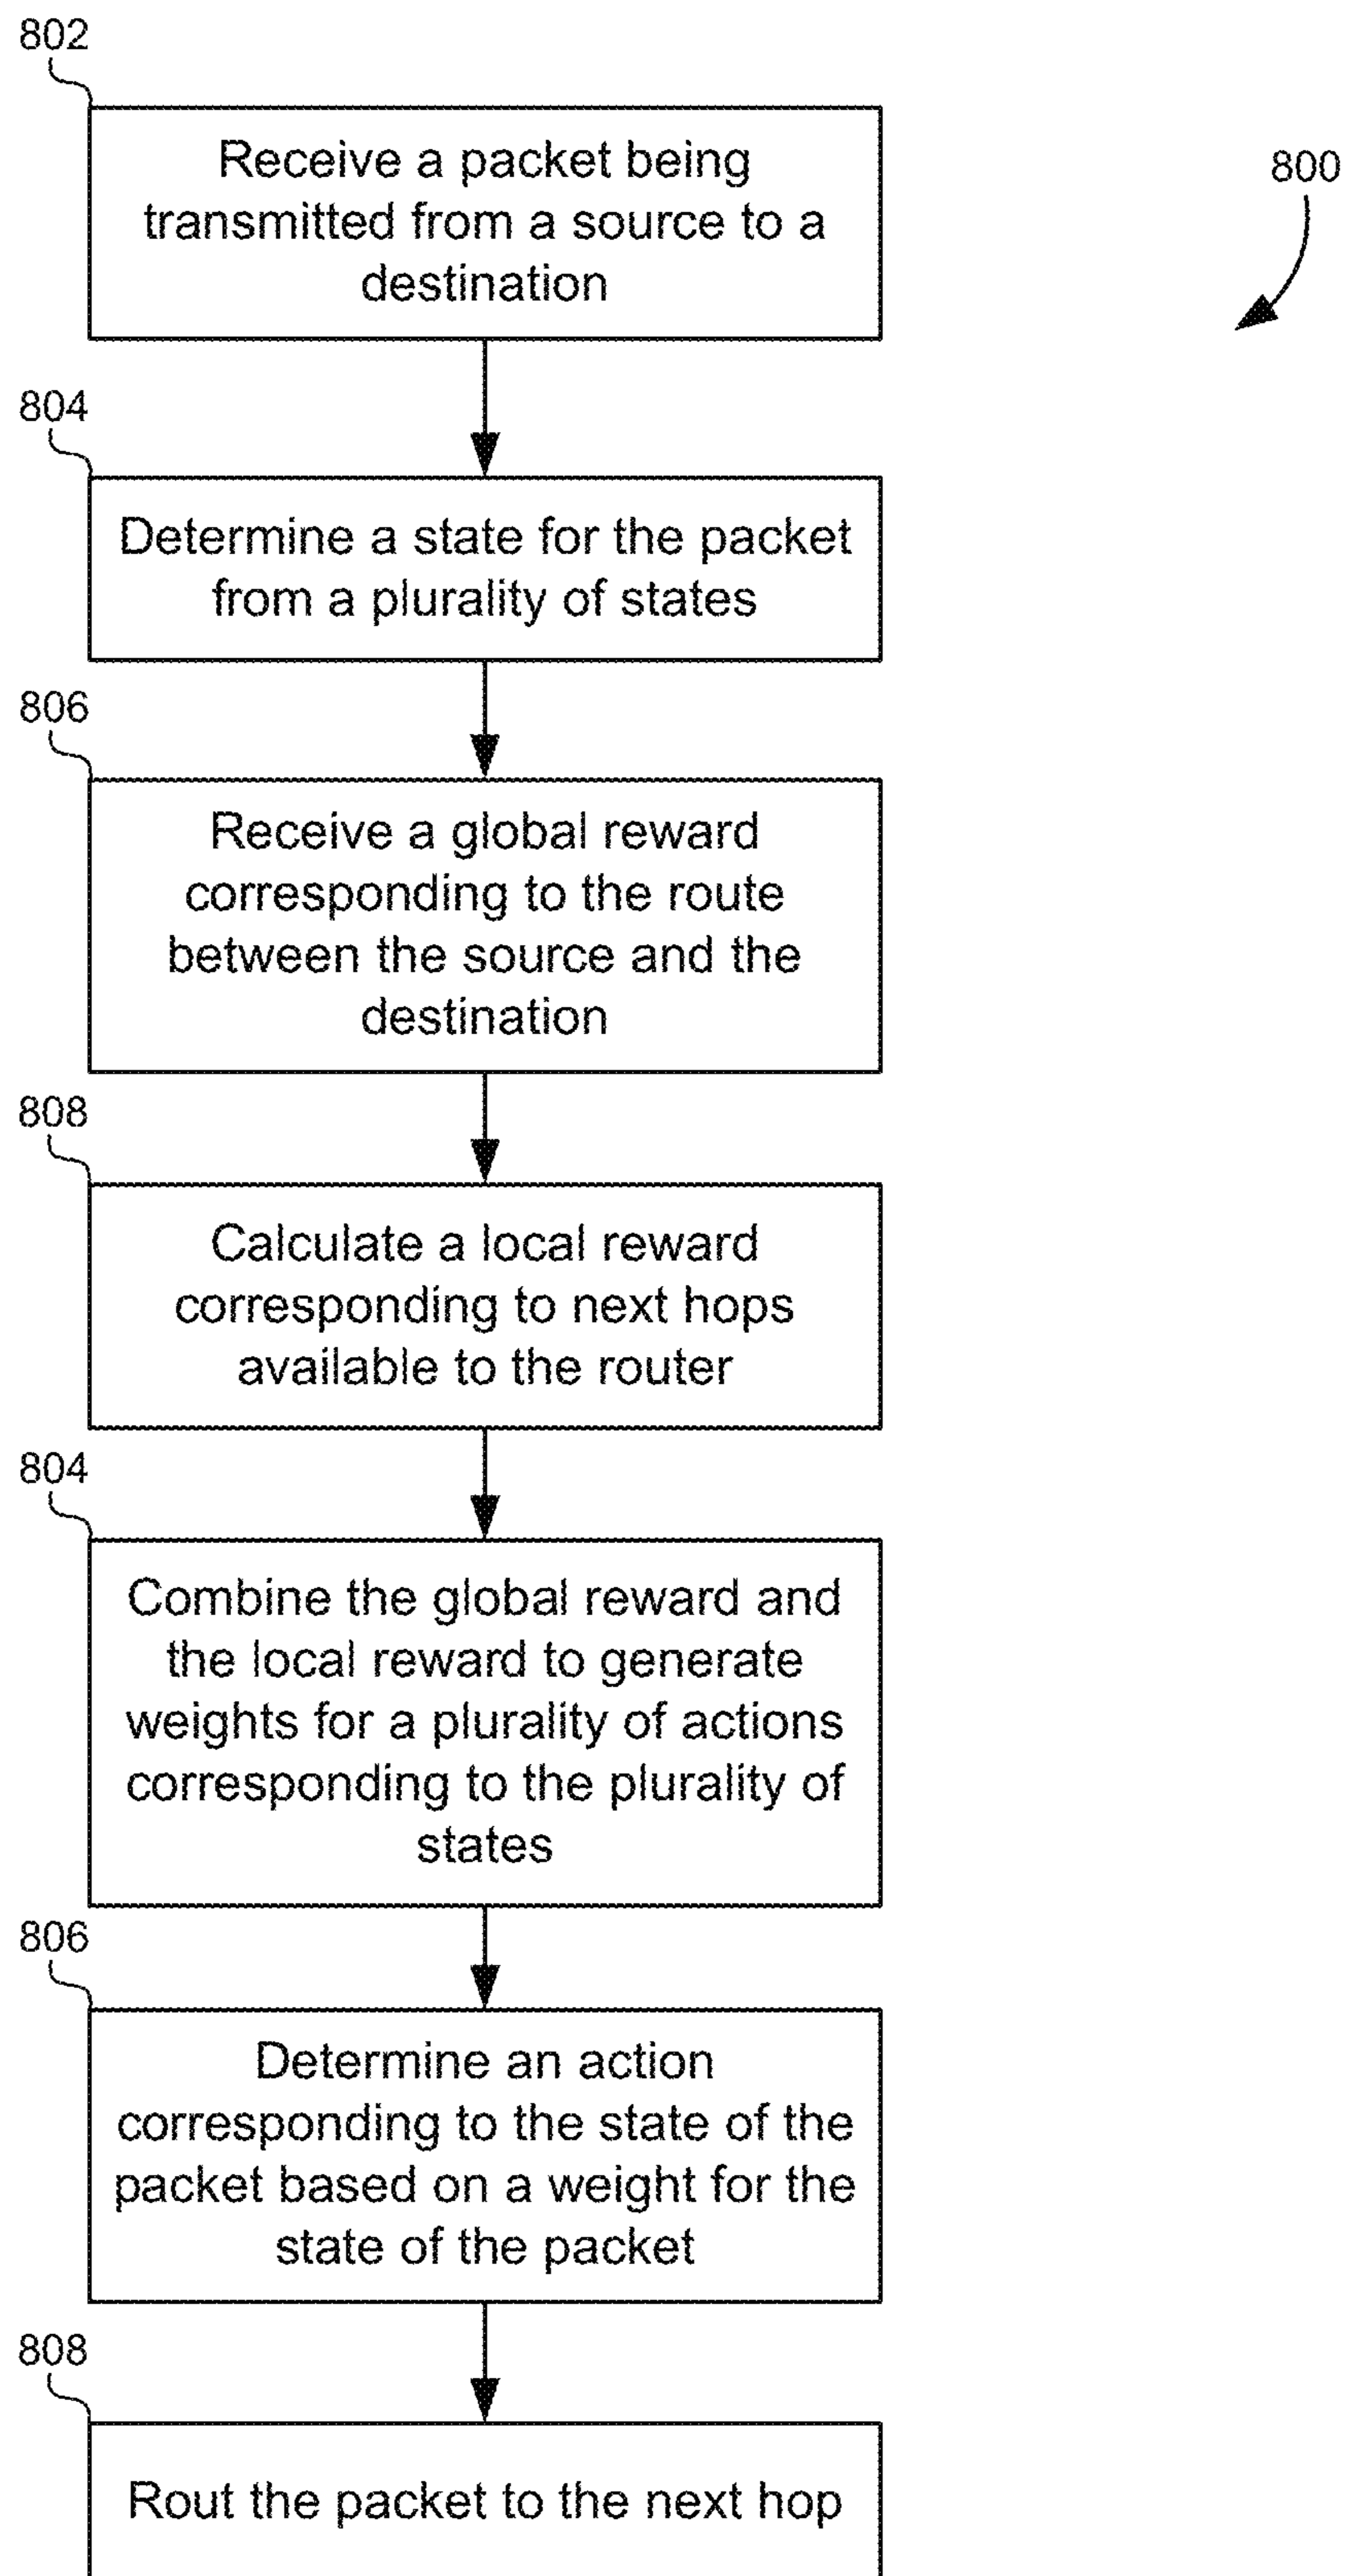 802
Receive a packet being
transmitted from a source to a
destination
800
804
Determine a state for the packet
from a plurality of states
806
Receive a global reward
corresponding to the route
between the source and the
destination
808
Calculate a local reward
corresponding to next hops
available to the router
804
Combine the global reward and
the local reward to generate
weights for a plurality of actions
corresponding to the plurality of
states
806
Determine an action
corresponding to the state of the
packet based on a weight for the
state of the packet
808
Rout the packet to the next hop